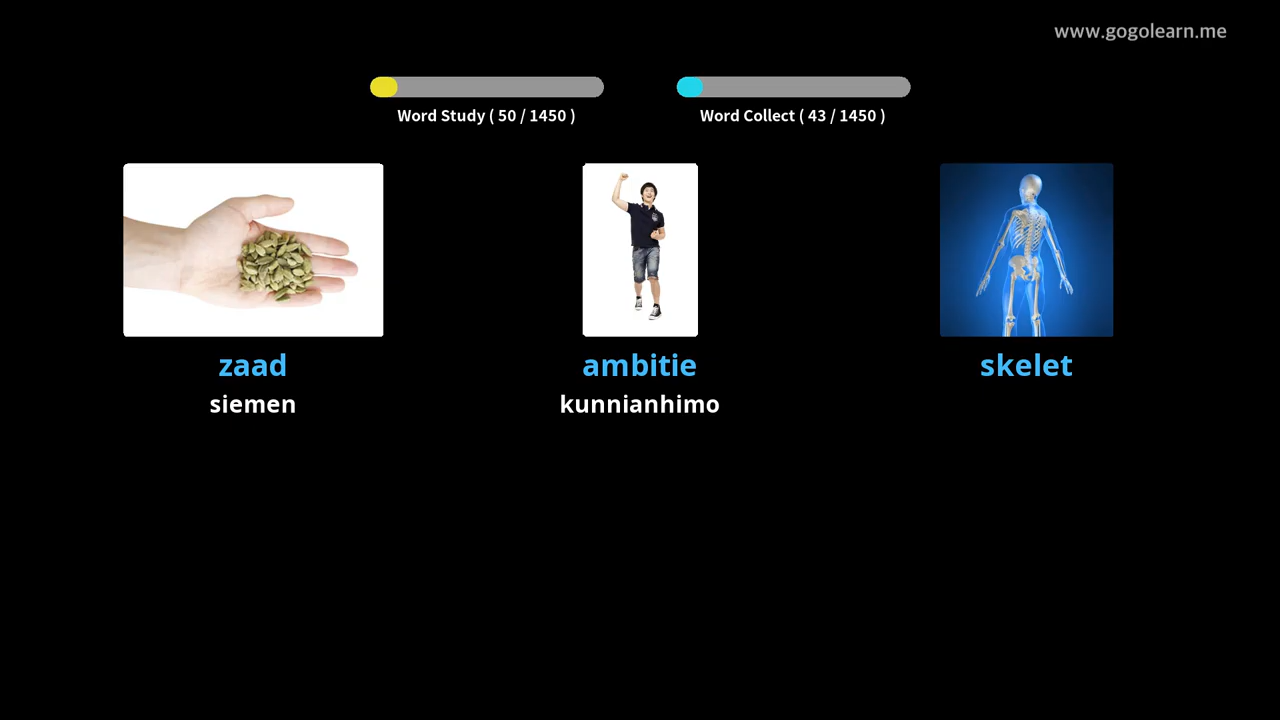 www.gogolearn.me
Word Study ( 50 / 1450 )
Word Collect ( 43 / 1450 )
zaad
ambitie
skelet
siemen
kunnianhimo